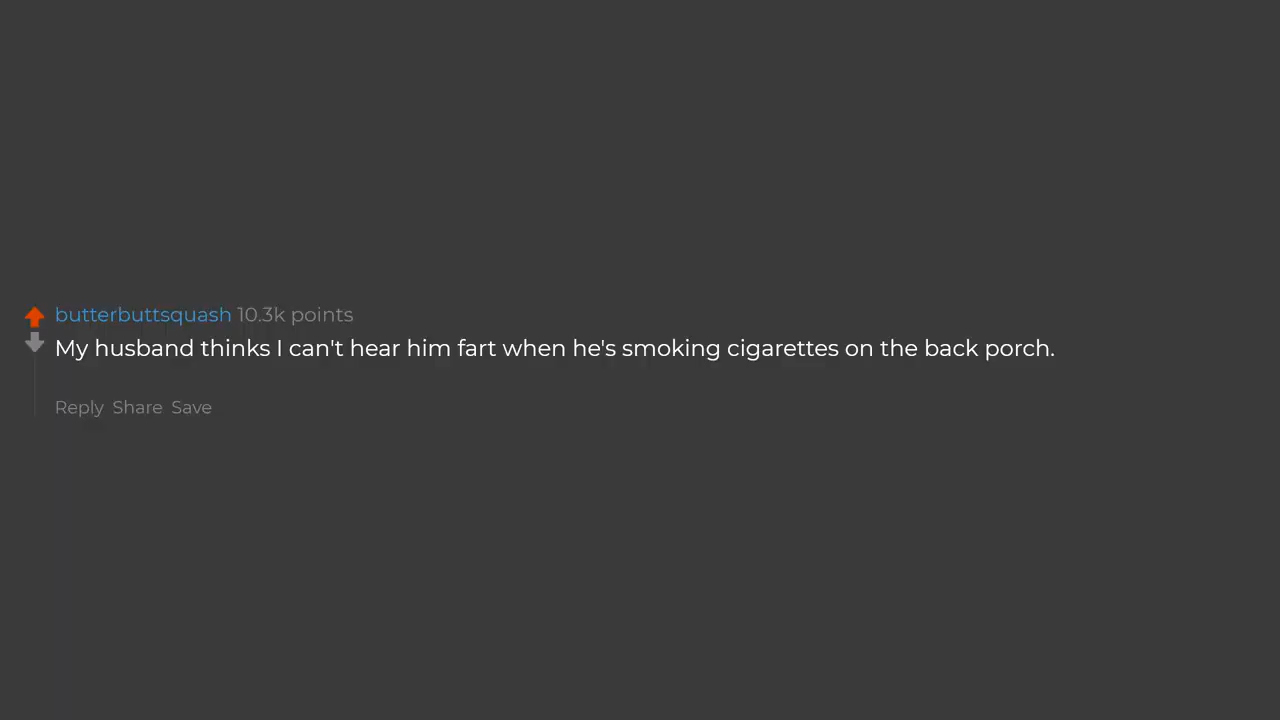 butterbuttsquash 10.3k points
My husband thinks I can't hear him fart when he's smoking cigarettes on the back porch.
Reply Share Save